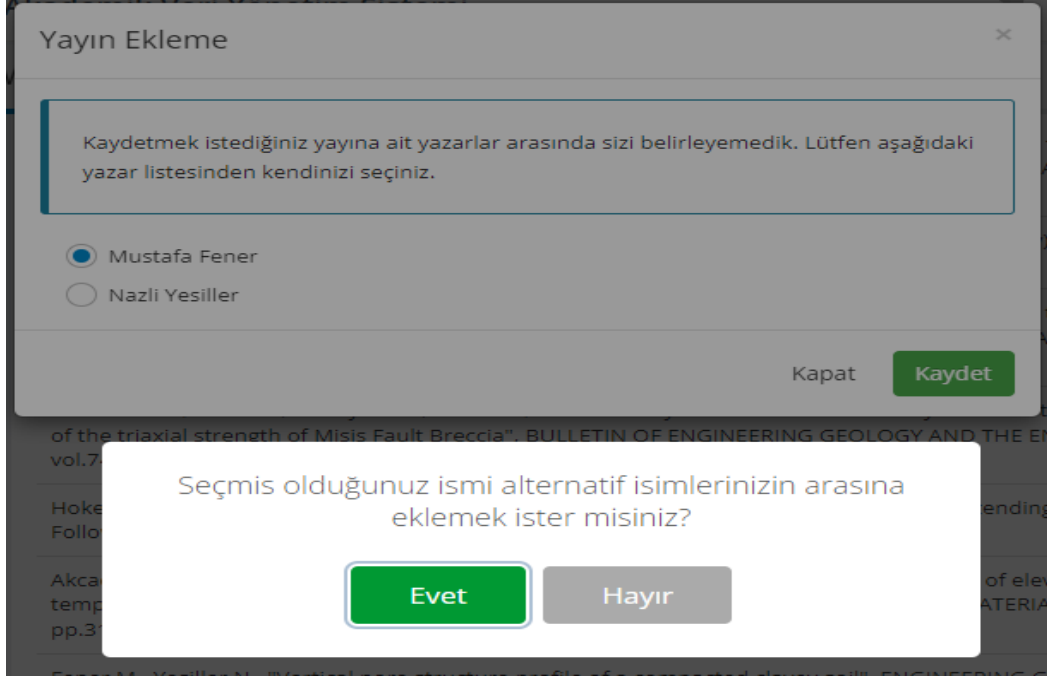 Yayın Ekleme
×
Kaydetmek istediğiniz yayına ait yazarlar arasında sizi belirleyemedik. Lütfen aşağıdaki
yazar listesinden kendinizi seçiniz.
Mustafa Fener
Nazli Yesiller
Kapat Kaydet
of the triaxial strength of Misis Fault Breccia", BULLETIN OF ENGINEERING GEOLOGY AND THE
vol.7
Seçmis olduğunuz ismi alternatif isimlerinizin arasına
eklemek ister misiniz?
Evet Hayır